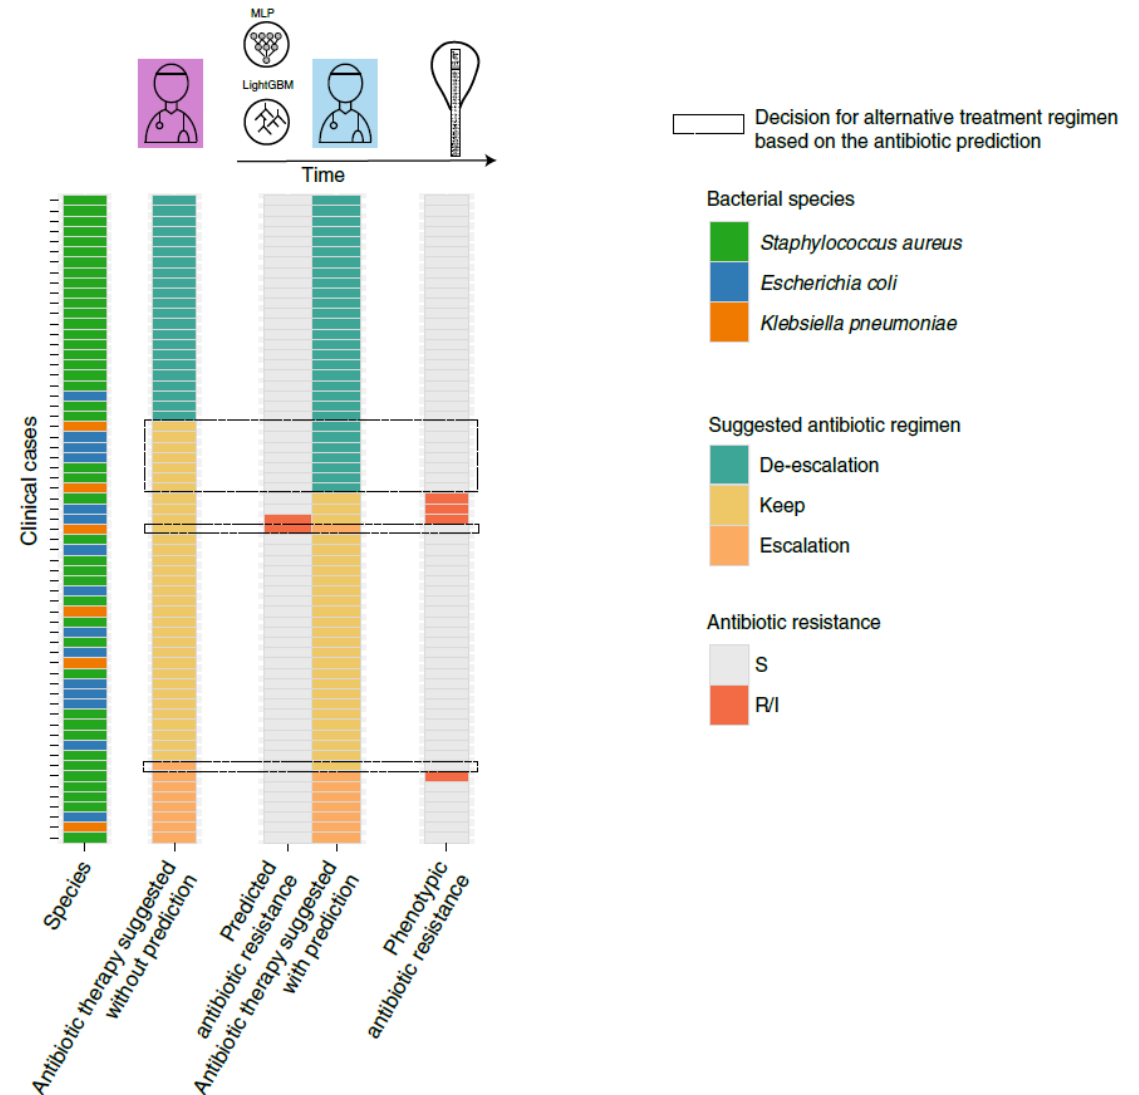 MLP
LightGBM
Time
Decision for alternative treatment regimen
based on the antibiotic prediction
Bacterial species
Staphylococcus aureus
Escherichia coli
Klebsiella pneumoniae
Suggested antibiotic regimen
De-escalation
Keep
Escalation
Antibiotic resistance
S
R/I
Clinical cases
Species
Antibiotic therapy suggested
without prediction
Predicted
antibiotic resistance
Antibiotic therapy suggested
with prediction
Phenotypic
antibiotic resistance